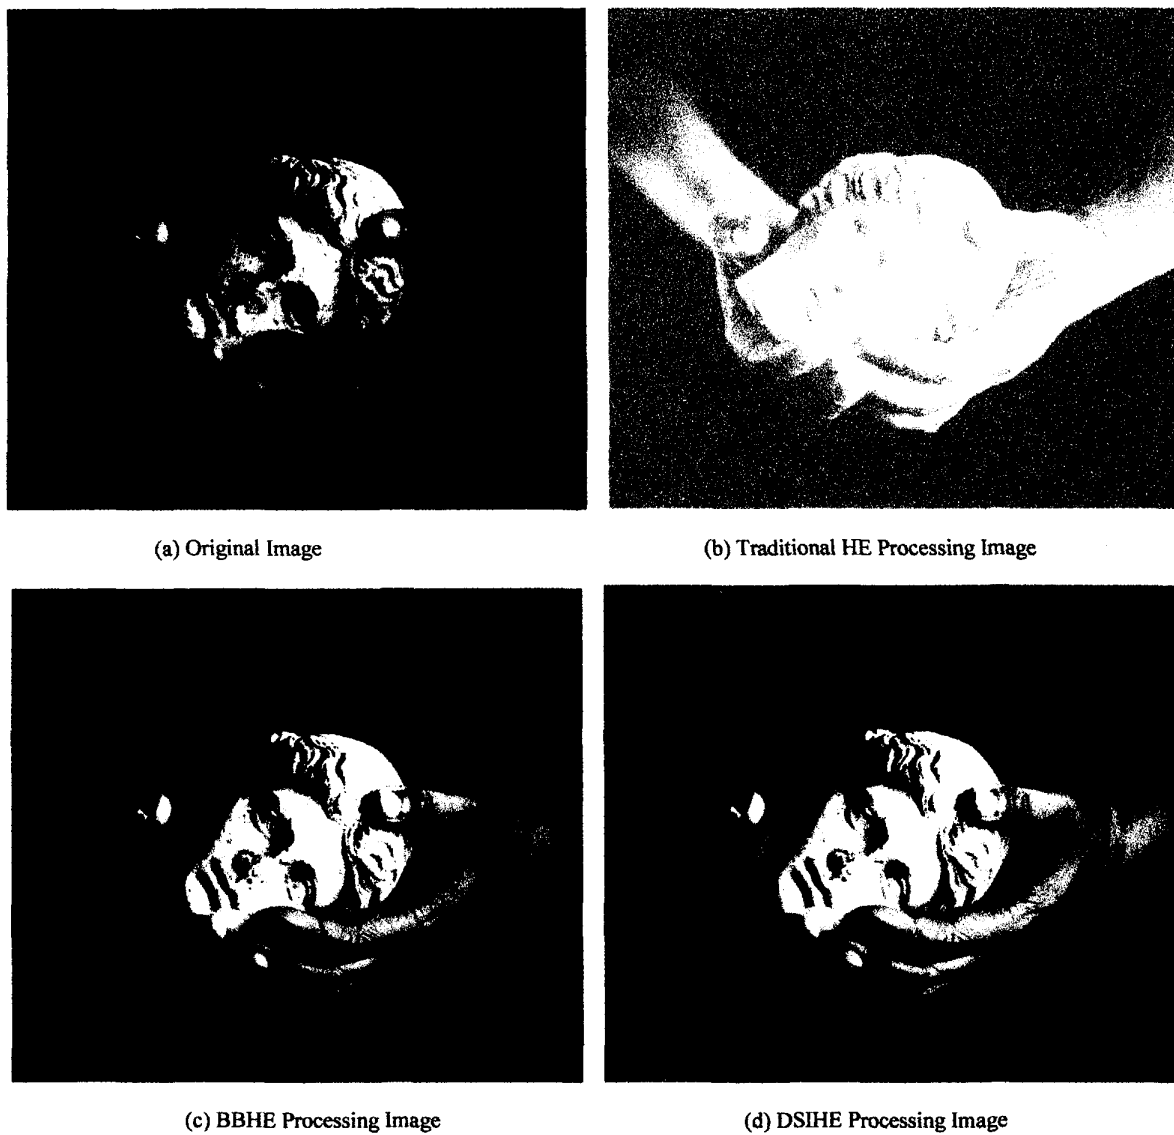 (a) Original Image
(b) Traditional HE Processing Image
(c) BBHE Processing Image
(d) DSIHE Processing Image